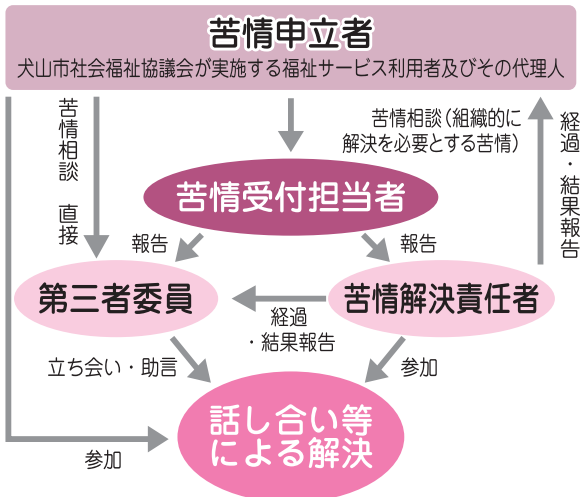 苦情申立者
犬山市社会福祉協議会が実施する福祉サービス利用者及びその代理人
苦情相談 直接
苦情相談（組織的に
解決を必要とする苦情）
経過・結果報告
苦情受付担当者
報告
報告
第三者委員
苦情解決責任者
経過
・結果報告
立ち会い・助言
参加
話し合い等
による解決
参加